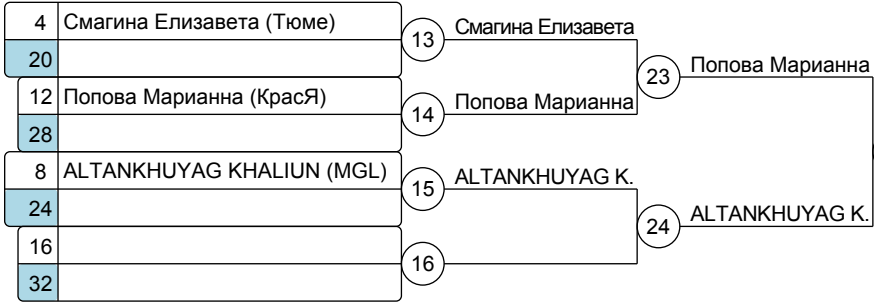 4 Смагина Елизавета (Тюме)
20
12 Попова Марианна (КрасЯ)
28
8 ALTANKHUYAG KHALIUN (MGL)
24
16
32
13 Смагина Елизавета
14 Попова Марианна
15 ALTANKHUYAG K.
16
23 Попова Марианна
24 ALTANKHUYAG K.